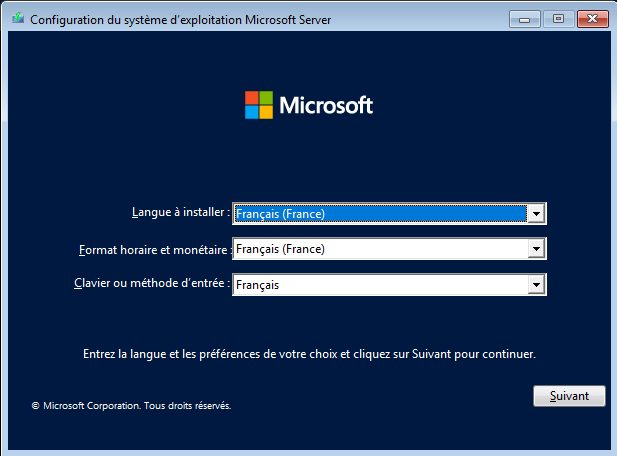 Configuration du système d'exploitation Microsoft Server
Microsoft
Langue à installer : Français (France)
Format horaire et monétaire : Français (France)
Clavier ou méthode d'entrée : Français
Entrez la langue et les préférences de votre choix et cliquez sur Suivant pour continuer.
Suivant
© Microsoft Corporation. Tous droits réservés.